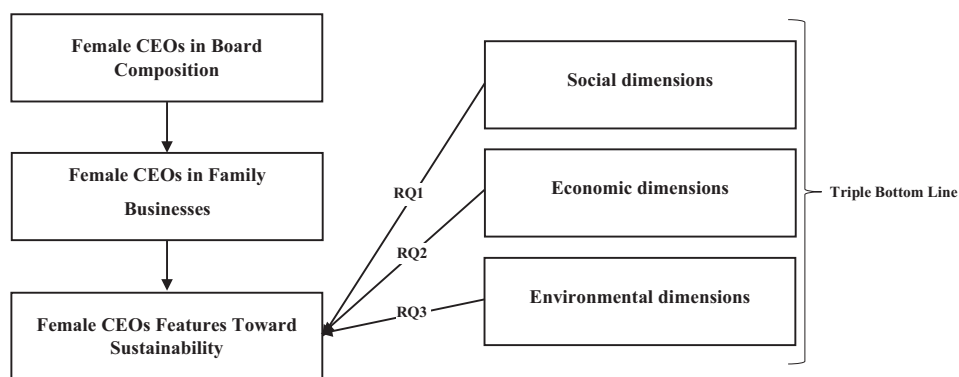 Female CEOs in Board
Composition
Female CEOs in Family
Businesses
Female CEOs Features Toward
Sustainability
Social dimensions
Economic dimensions
Environmental dimensions
RQ1
RQ2
RQ3
Triple Bottom Line